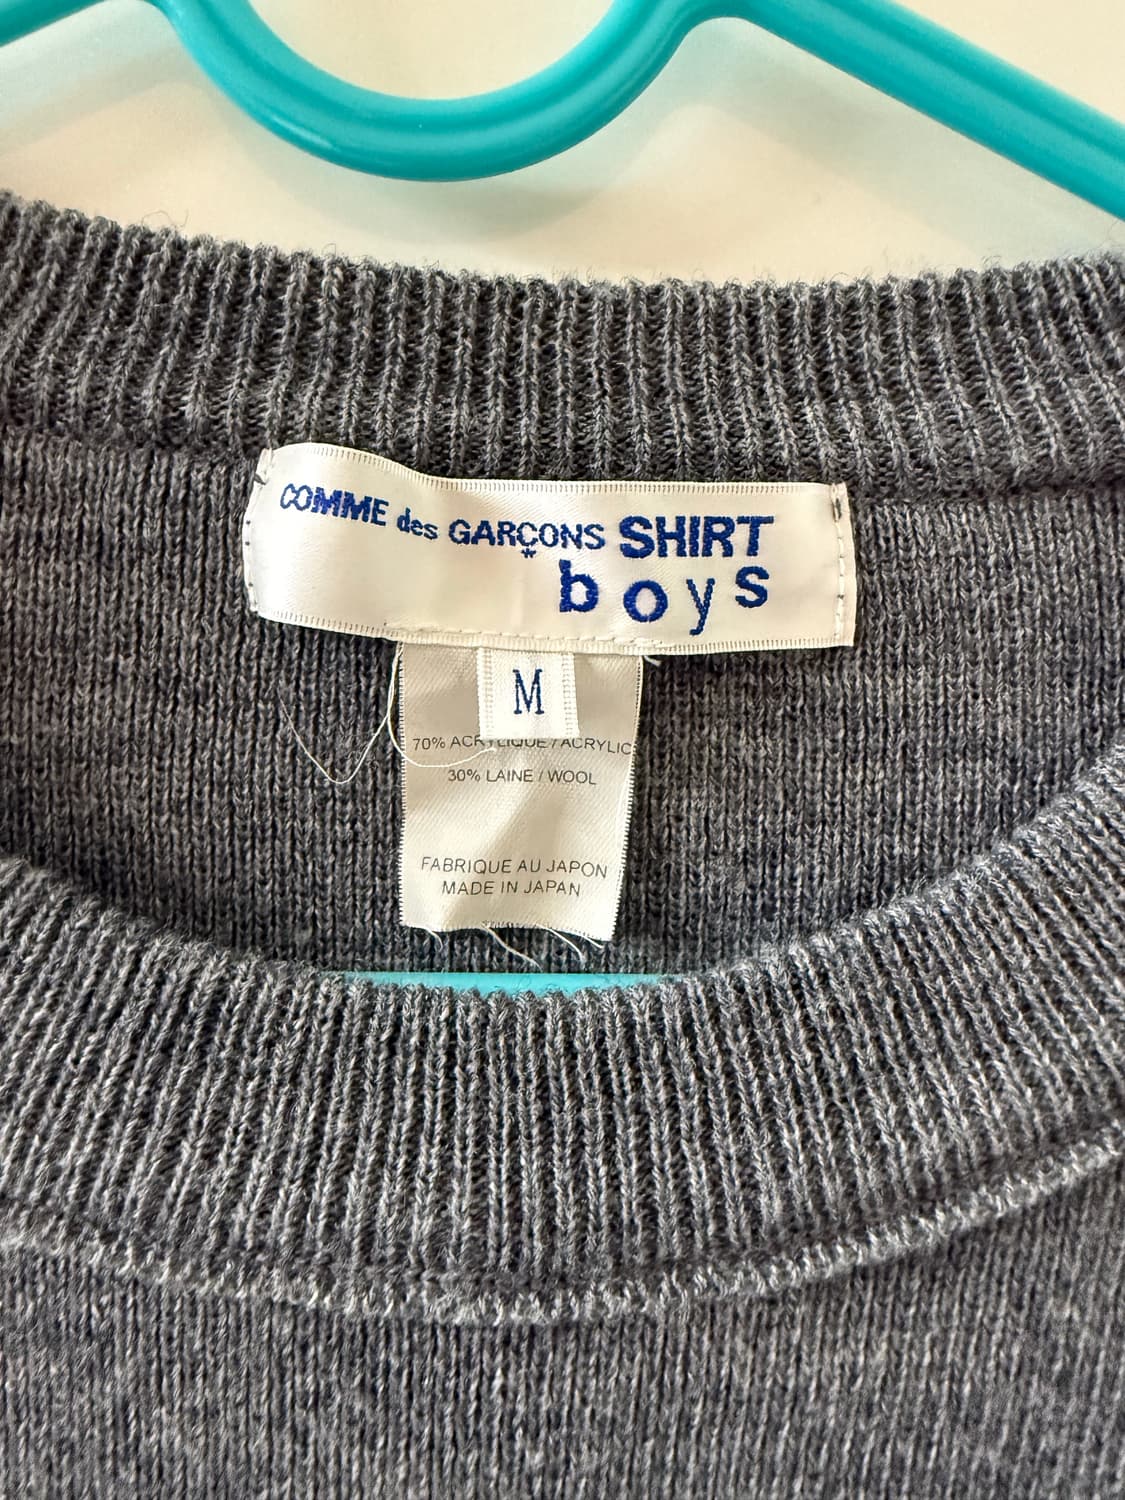 COMME des GARÇONS SHIRT
boys
M
70% ACRYLIQUE / ACRYLIC
30% LAINE / WOOL
FABRIQUE AU JAPON
MADE IN JAPAN